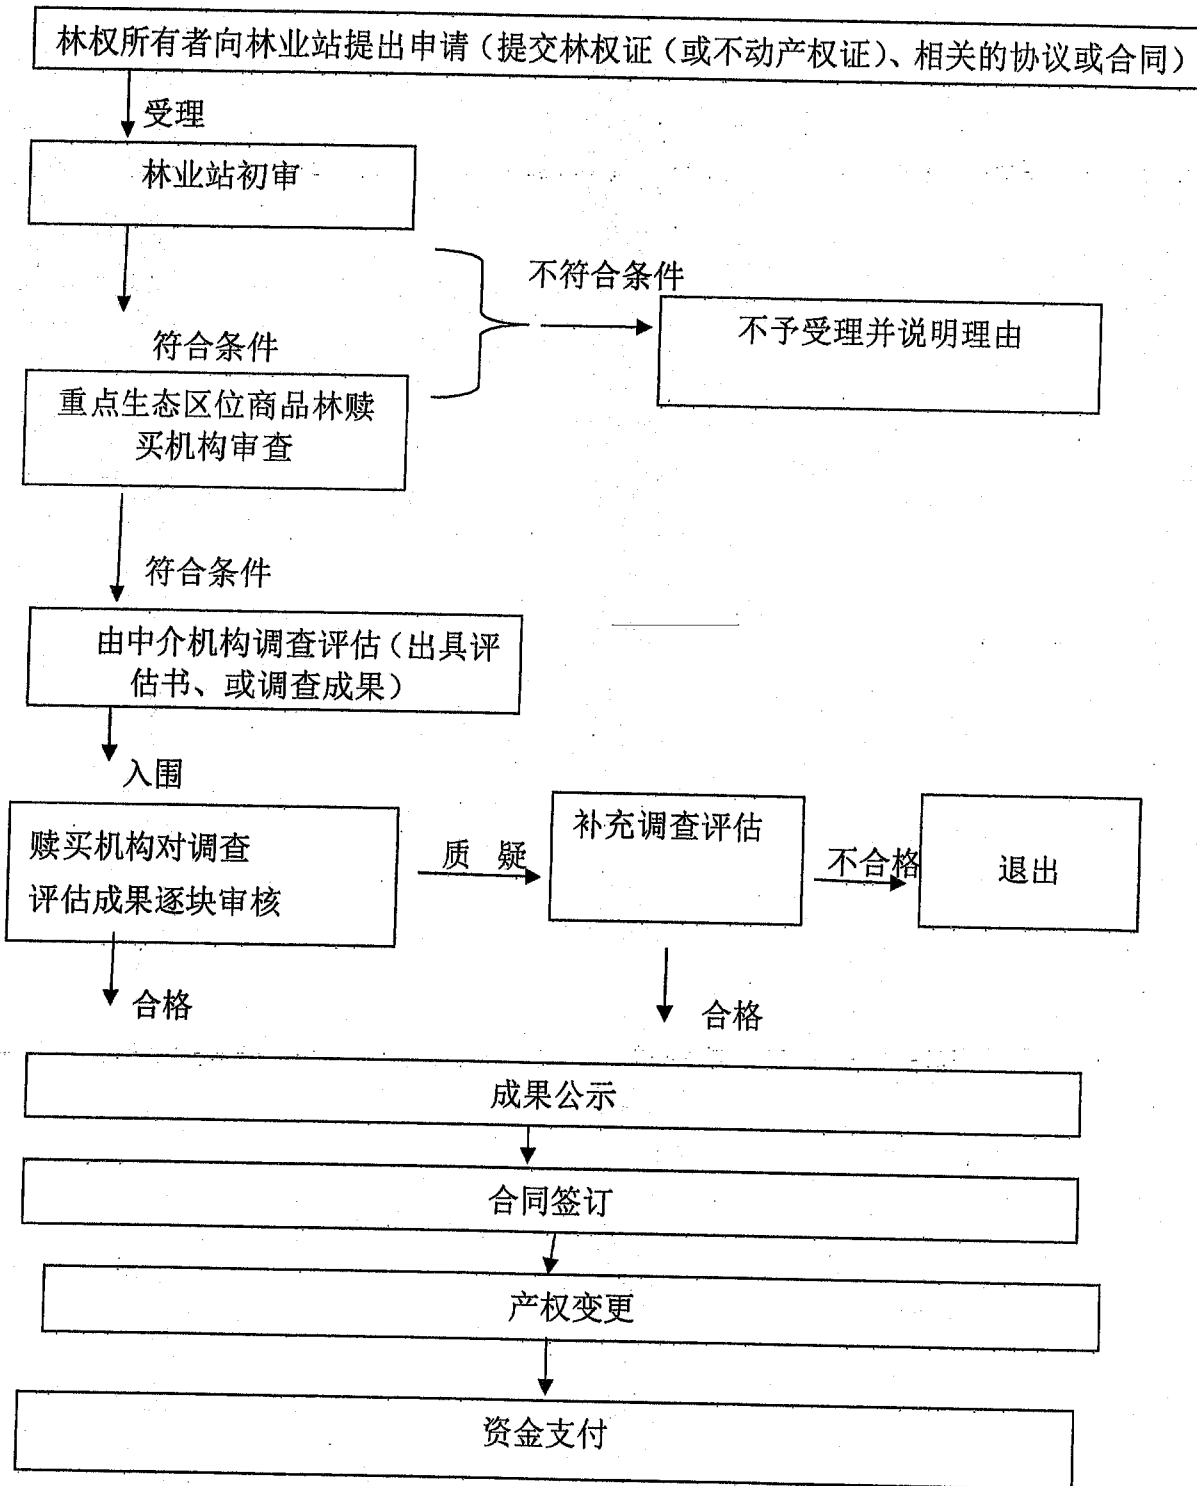 林权所有者向林业站提出申请（提交林权证（或不动产权证）、相关的协议或合同）
受理
林业站初审
不符合条件
不予受理并说明理由
符合条件
重点生态区位商品林赎
买机构审查
符合条件
由中介机构调查评估（出具评
估书、或调查成果）
入围
赎买机构对调查
评估成果逐块审核
质 疑
补充调查评估
不合格
退出
合格
合格
成果公示
合同签订
产权变更
资金支付